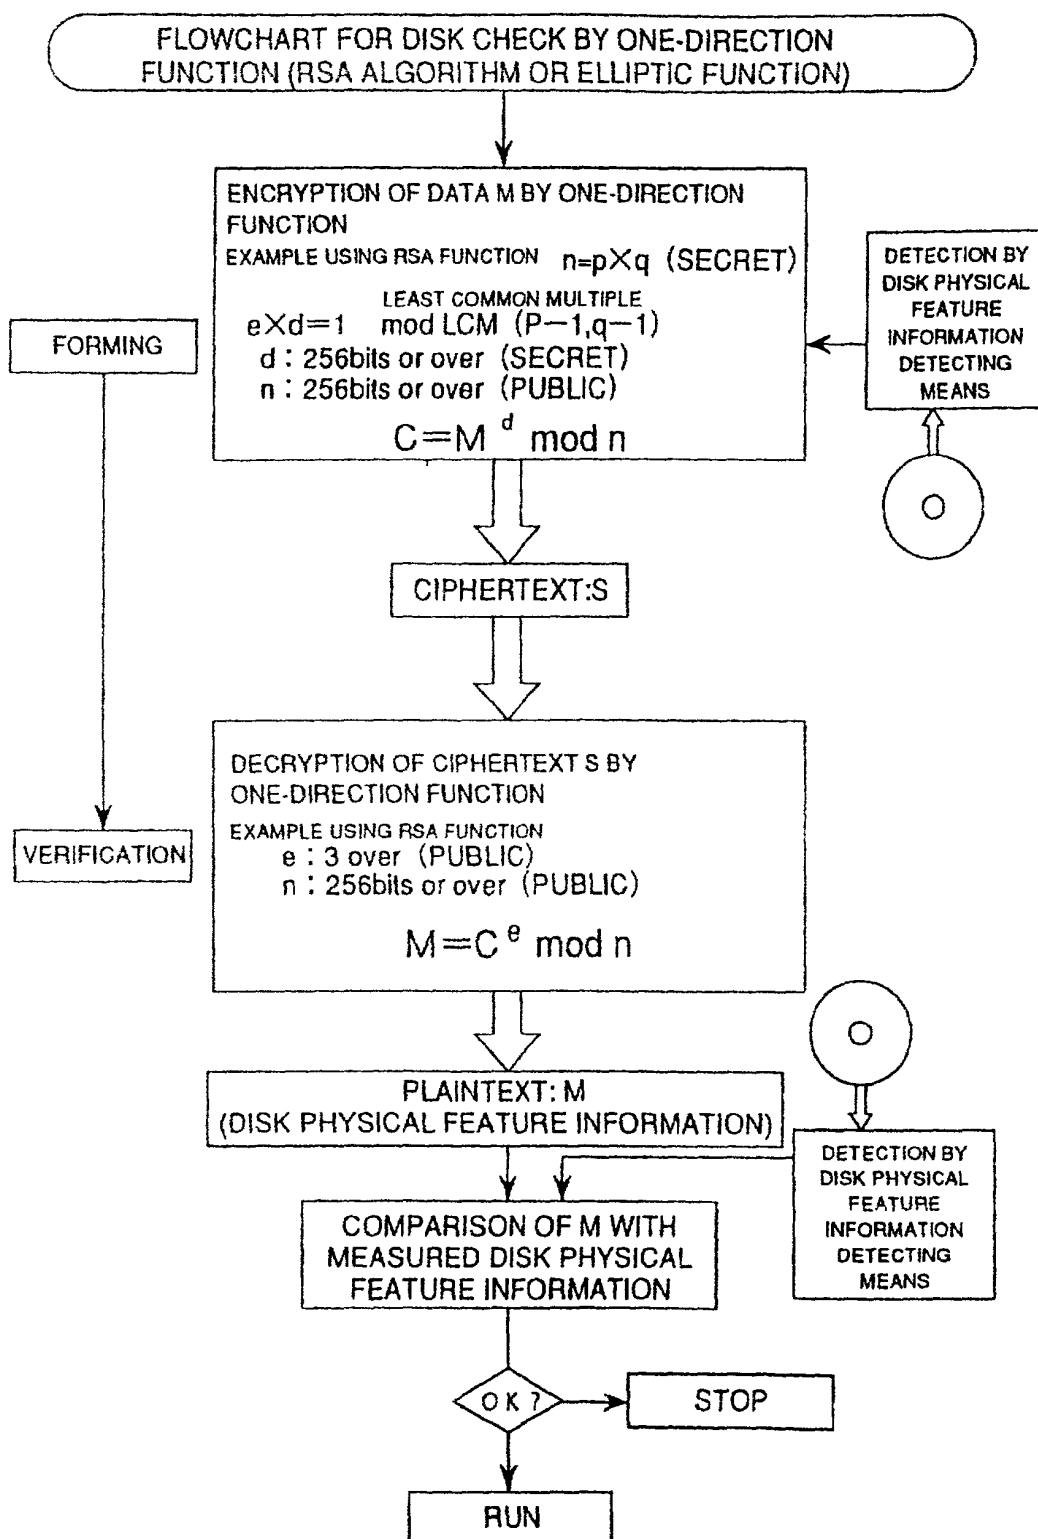 FLOWCHART FOR DISK CHECK BY ONE-DIRECTION
FUNCTION (RSA ALGORITHM OR ELLIPTIC FUNCTION)
ENCRYPTION OF DATA M BY ONE-DIRECTION
FUNCTION
EXAMPLE USING RSA FUNCTION n=p×q (SECRET)
LEAST COMMON MULTIPLE
e×d=1 mod LCM (P-1,q-1)
d : 256bits or over (SECRET)
n : 256bits or over (PUBLIC)
C=M^d mod n
DETECTION BY
DISK PHYSICAL
FEATURE
INFORMATION
DETECTING
MEANS
FORMING
CIPHERTEXT:S
DECRYPTION OF CIPHERTEXT S BY
ONE-DIRECTION FUNCTION
EXAMPLE USING RSA FUNCTION
e : 3 over (PUBLIC)
n : 256bits or over (PUBLIC)
M=C^e mod n
VERIFICATION
PLAINTEXT: M
(DISK PHYSICAL FEATURE INFORMATION)
DETECTION BY
DISK PHYSICAL
FEATURE
INFORMATION
DETECTING
MEANS
COMPARISON OF M WITH
MEASURED DISK PHYSICAL
FEATURE INFORMATION
OK?
STOP
RUN